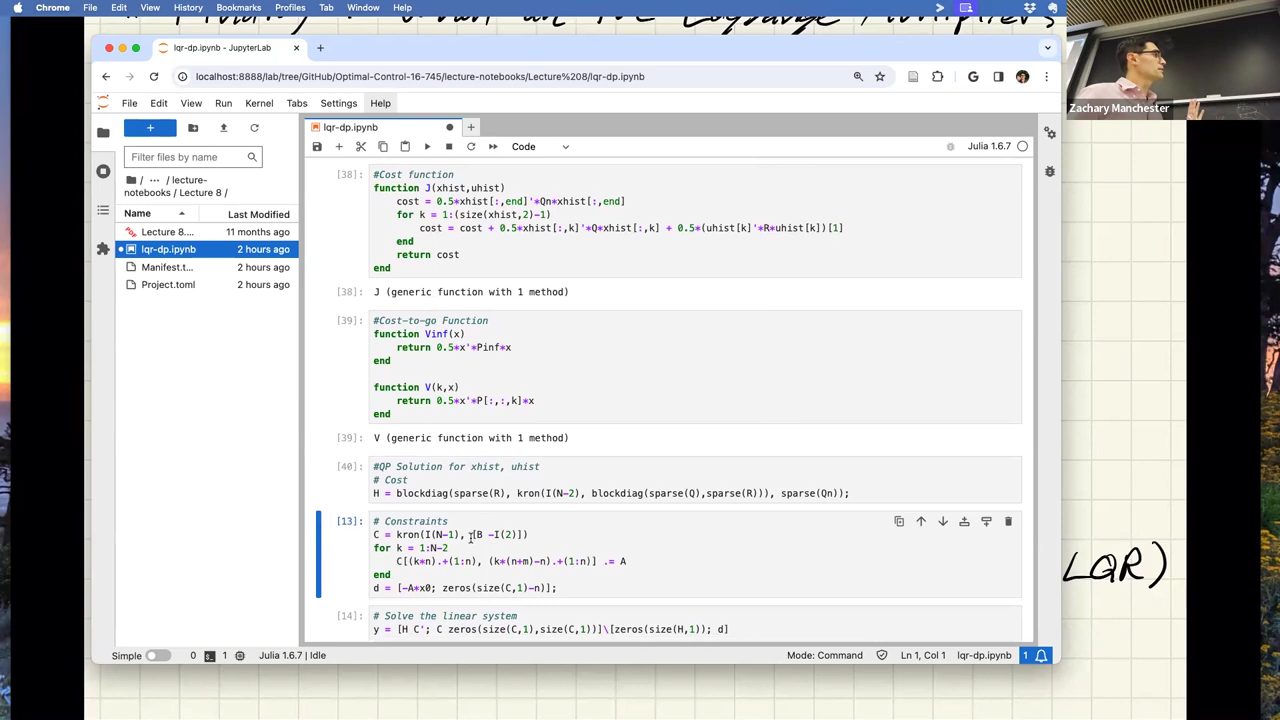 Chrome File Edit View History Bookmarks Profiles Tab Window Help
Lagrange Multipliers
lqr-dp.ipynb - JupyterLab
localhost:8888/lab/tree/GitHub/Optimal-Control-16-745/lecture-notebooks/Lecture%208/lqr-dp.ipynb
Zachary Manchester
File Edit View Run Kernel Tabs Settings Help
lqr-dp.ipynb
Code
Julia 1.6.7
Filter files by name
/ ··· / lecture-
notebooks / Lecture 8 /
Name Last Modified
Lecture 8.... 11 months ago
lqr-dp.ipynb 2 hours ago
Manifest.t... 2 hours ago
Project.toml 2 hours ago
[38]: #Cost function
function J(xhist,uhist)
cost = 0.5*xhist[:,end]'*Qn*xhist[:,end]
for k = 1:(size(xhist,2)-1)
cost = cost + 0.5*xhist[:,k]'*Q*xhist[:,k] + 0.5*(uhist[k]'*R*uhist[k])[1]
end
return cost
end
[38]: J (generic function with 1 method)
[39]: #Cost-to-go Function
function Vinf(x)
return 0.5*x'*Pinf*x
end
function V(k,x)
return 0.5*x'*P[:,:,k]*x
end
[39]: V (generic function with 1 method)
[40]: #QP Solution for xhist, uhist
# Cost
H = blockdiag(sparse(R), kron(I(N-2), blockdiag(sparse(Q),sparse(R))), sparse(Qn));
[13]: # Constraints
C = kron(I(N-1), [B -I(2)])
for k = 1:N-2
C[(k*n).+(1:n), (k*(n+m)-n).+(1:n)] .= A
end
d = [-A*x0; zeros(size(C,1)-n)];
[14]: # Solve the linear system
y = [H C'; C zeros(size(C,1),size(C,1))]\[zeros(size(H,1)); d]
LQR)
Simple 0 1 Julia 1.6.7 | Idle Mode: Command Ln 1, Col 1 lqr-dp.ipynb 1